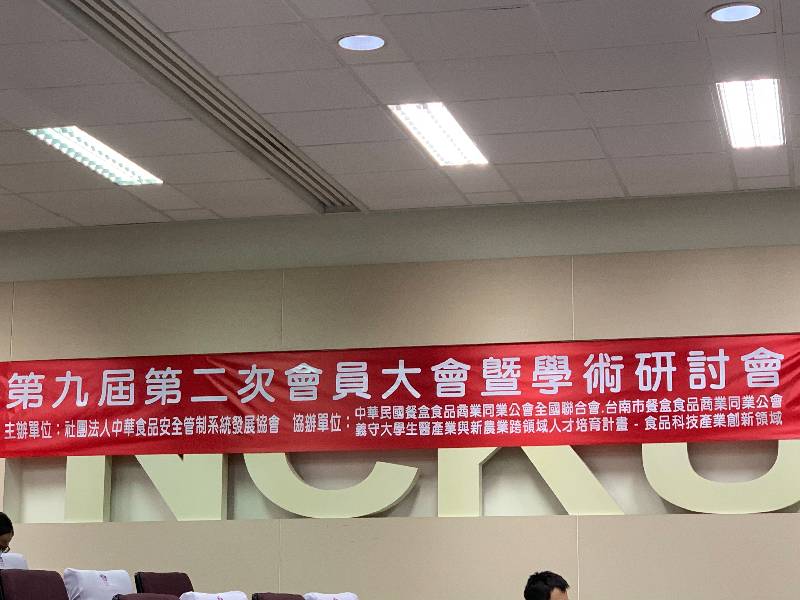 第九屆第二次會員大會暨學術研討會
主辦單位：社團法人中華食品安全管制系統發展協會 協辦單位：中華民國餐盒食品商業同業公會全國聯合會.台南市餐盒食品商業同業公會
義守大學生醫產業與新農業跨領域人才培育計畫－食品科技產業創新領域
NCKU